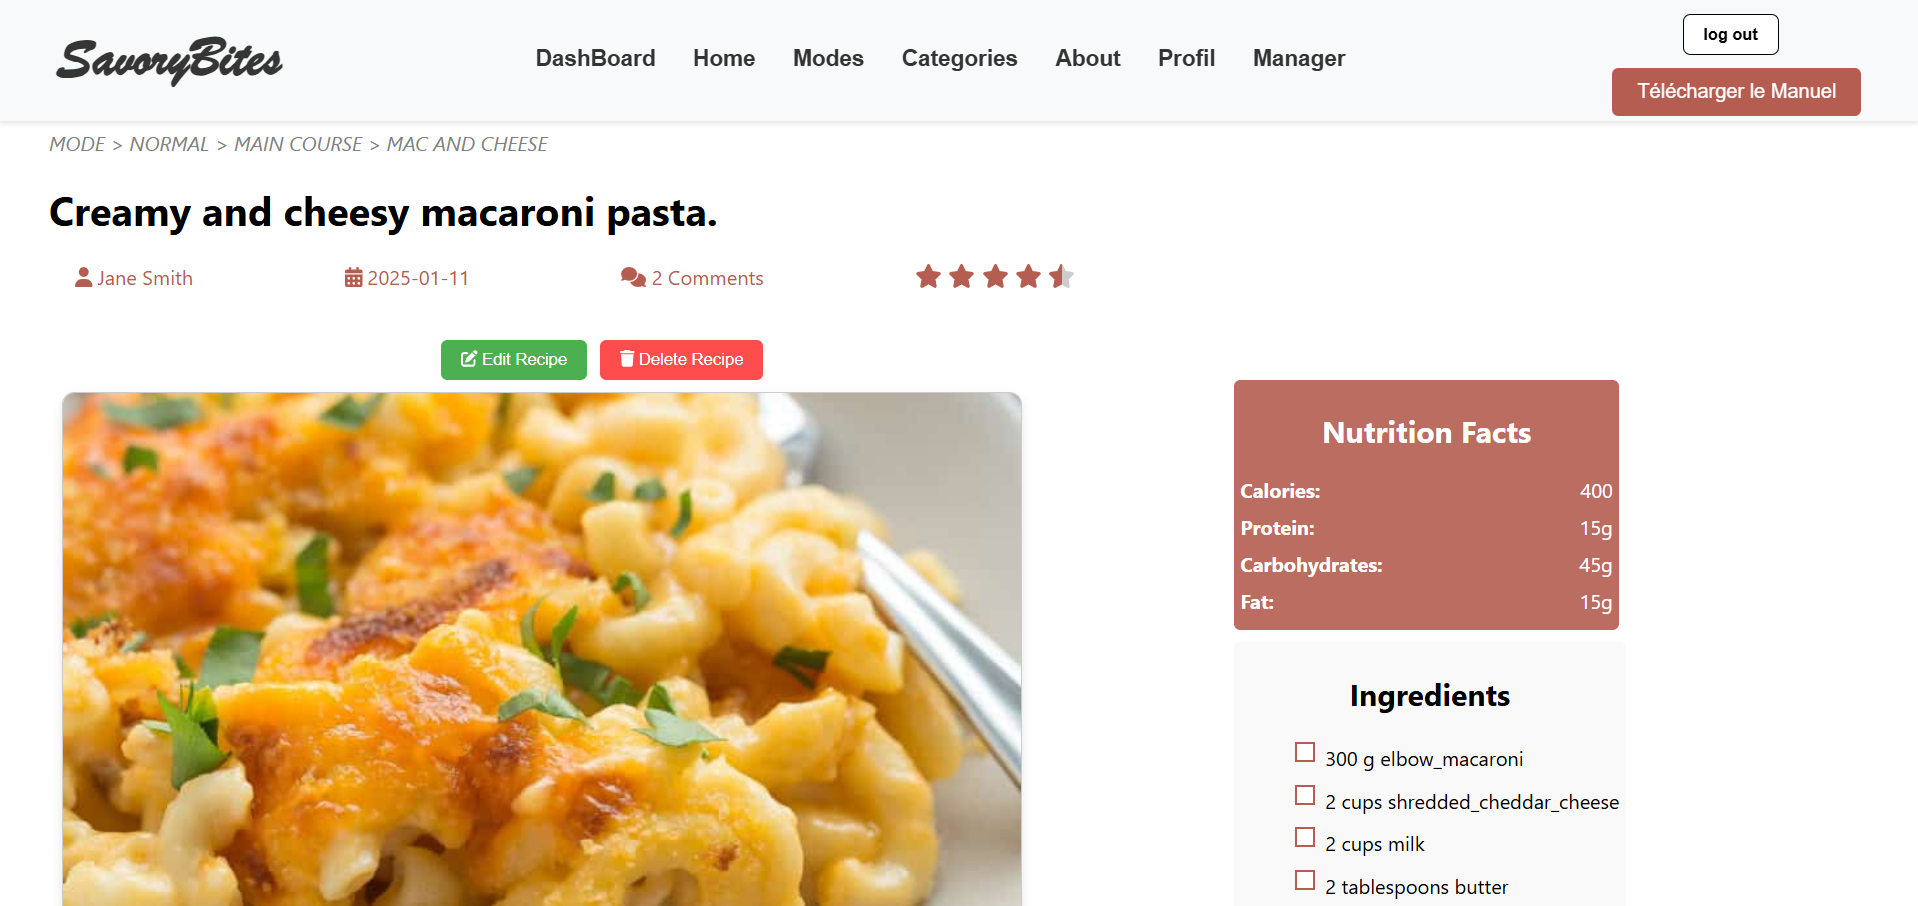 SavoryBites
DashBoard Home Modes Categories About Profil Manager
log out
Télécharger le Manuel
MODE > NORMAL > MAIN COURSE > MAC AND CHEESE
Creamy and cheesy macaroni pasta.
Jane Smith 2025-01-11 2 Comments
Edit Recipe Delete Recipe
Nutrition Facts
Calories: 400
Protein: 15g
Carbohydrates: 45g
Fat: 15g
Ingredients
300 g elbow_macaroni
2 cups shredded_cheddar_cheese
2 cups milk
2 tablespoons butter